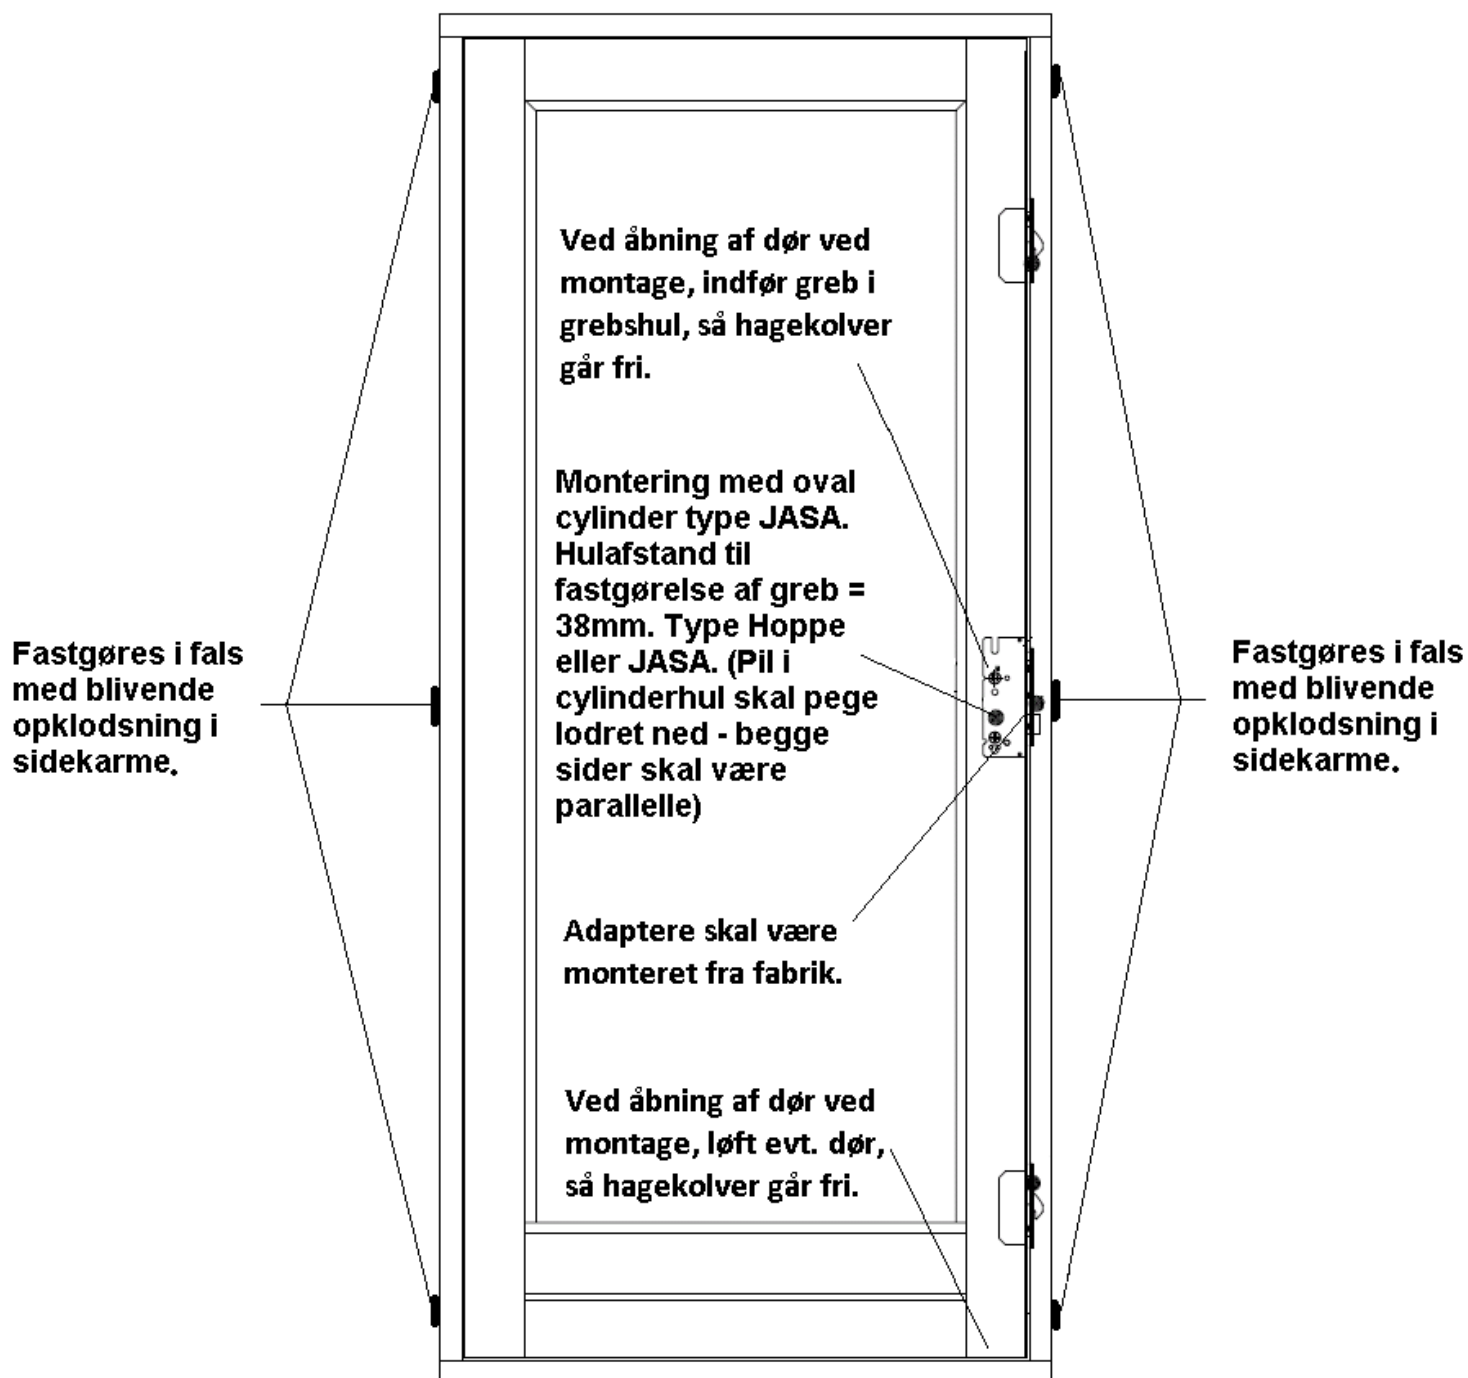 Ved åbning af dør ved
montage, indfør greb i
grebshul, så hagekolver
går fri.
Montering med oval
cylinder type JASA.
Hulafstand til
fastgørelse af greb =
38mm. Type Hoppe
eller JASA. (Pil i
cylinderhul skal pege
lodret ned - begge
sider skal være
parallelle)
Fastgøres i fals
med blivende
opklodsning i
sidekarme.
Fastgøres i fals
med blivende
opklodsning i
sidekarme.
Adaptere skal være
monteret fra fabrik.
Ved åbning af dør ved
montage, løft evt. dør,
så hagekolver går fri.